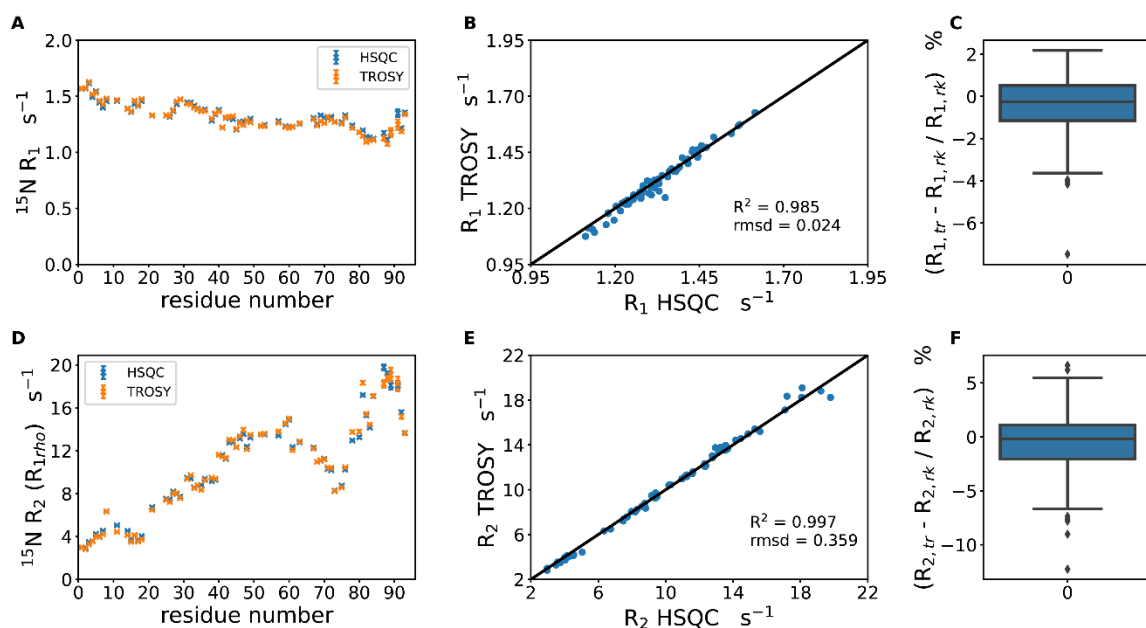 A
2.0
1.5
1.0
0.5
0.0
¹⁵N R₁ s⁻¹
HSQC
TROSY
0 10 20 30 40 50 60 70 80 90
residue number
B
1.95
1.70
1.45
1.20
0.95
R₁ TROSY s⁻¹
R² = 0.985
rmsd = 0.024
0.95 1.20 1.45 1.70 1.95
R₁ HSQC s⁻¹
C
2
0
−2
−4
−6
(R₁,tr - R₁,rk / R₁,rk) %
0
D
20
16
12
8
4
0
¹⁵N R₂ (R₁rho) s⁻¹
HSQC
TROSY
0 10 20 30 40 50 60 70 80 90
residue number
E
22
18
14
10
6
2
R₂ TROSY s⁻¹
R² = 0.997
rmsd = 0.359
2 6 10 14 18 22
R₂ HSQC s⁻¹
F
5
0
−5
−10
(R₂,tr - R₂,rk / R₂,rk) %
0